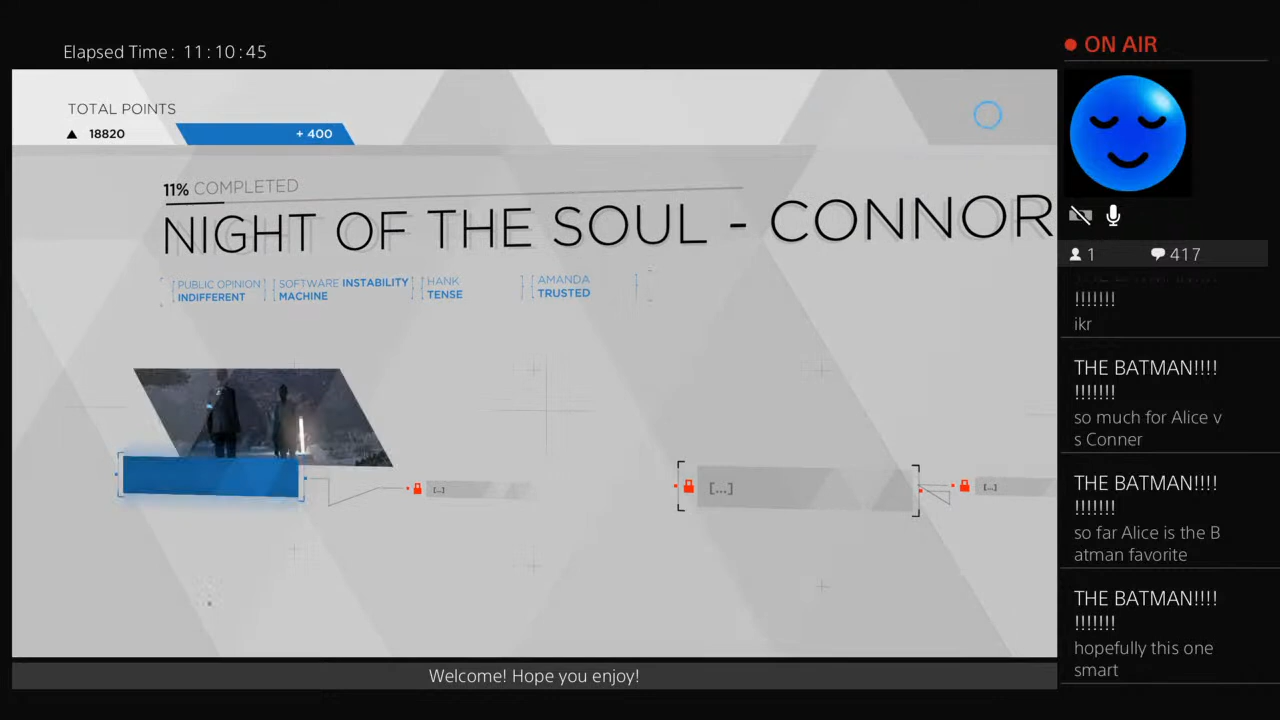 Elapsed Time: 11:10:45
ON AIR
TOTAL POINTS
18820
+ 400
11% COMPLETED
NIGHT OF THE SOUL - CONNOR
PUBLIC OPINION
INDIFFERENT
SOFTWARE INSTABILITY
MACHINE
HANK
TENSE
AMANDA
TRUSTED
[...]
[...]
[...]
1
417
!!!!!!!
ikr
THE BATMAN!!!!
!!!!!!!
so much for Alice v
s Conner
THE BATMAN!!!!
!!!!!!!
so far Alice is the B
atman favorite
THE BATMAN!!!!
!!!!!!!
hopefully this one
smart
Welcome! Hope you enjoy!